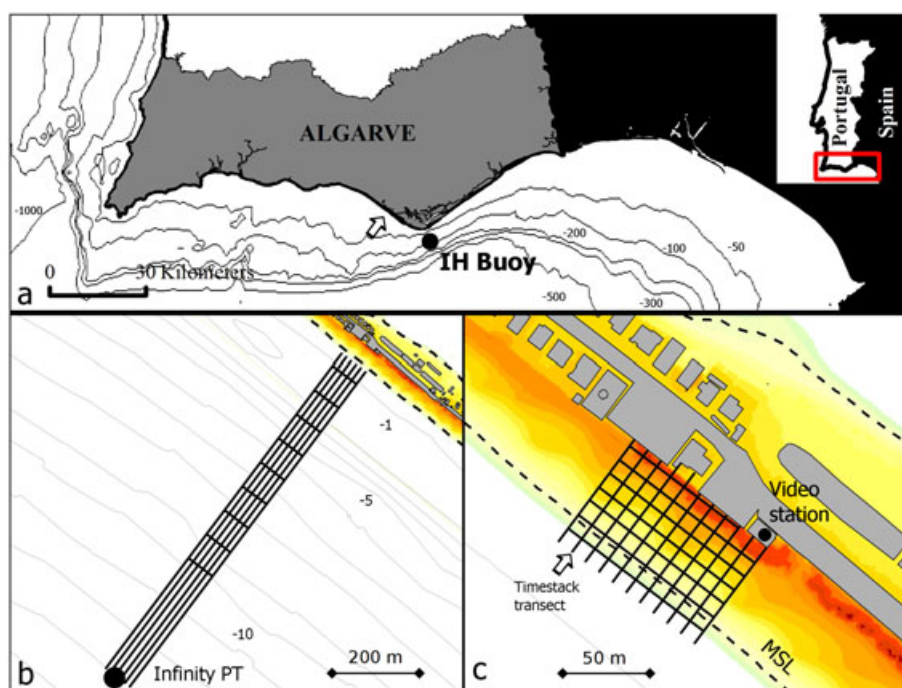 ALGARVE
Portugal
Spain
-1000
IH Buoy
-200
-100
-50
0
30 Kilometers
-500
-300
a
-1
-5
-10
Infinity PT
200 m
b
Video
station
Timestack
transect
MSL
50 m
c